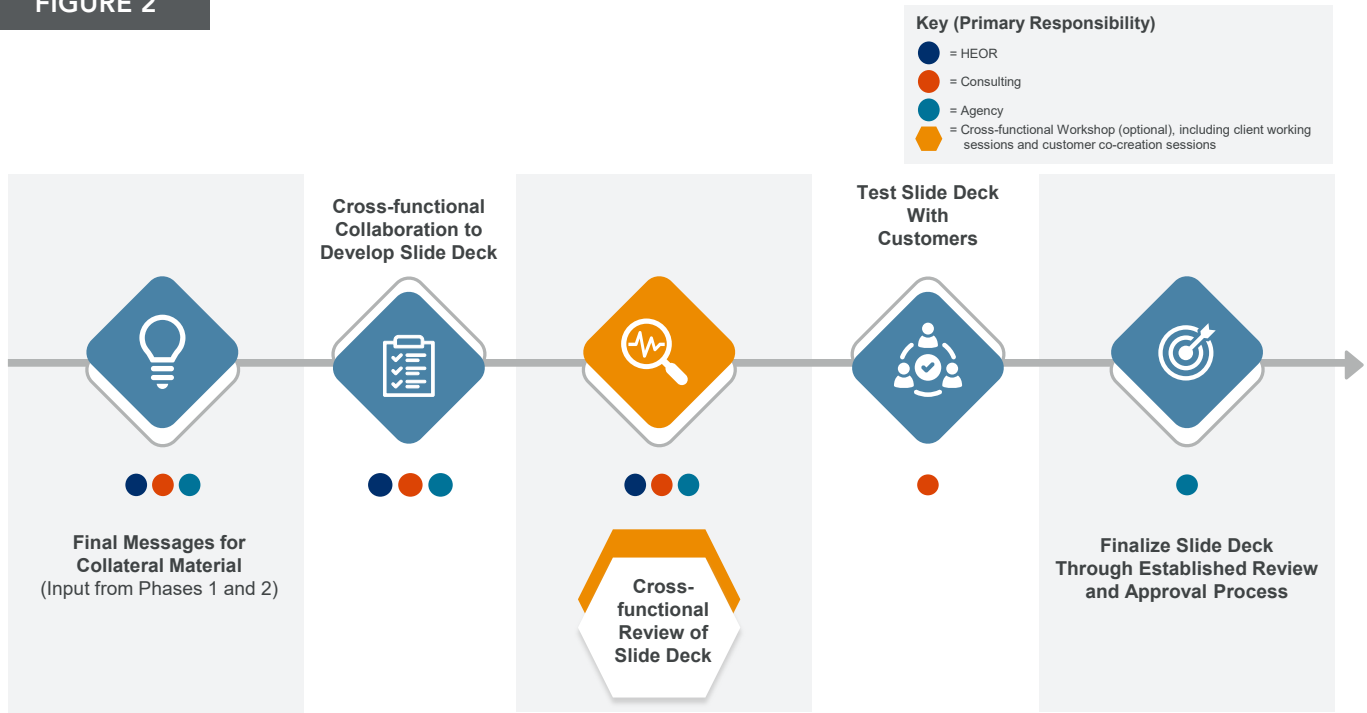 FIGURE 2
Key (Primary Responsibility)
= HEOR
= Consulting
= Agency
= Cross-functional Workshop (optional), including client working
sessions and customer co-creation sessions
Final Messages for
Collateral Material
(Input from Phases 1 and 2)
Cross-functional
Collaboration to
Develop Slide Deck
Cross-
functional
Review of
Slide Deck
Test Slide Deck
With
Customers
Finalize Slide Deck
Through Established Review
and Approval Process